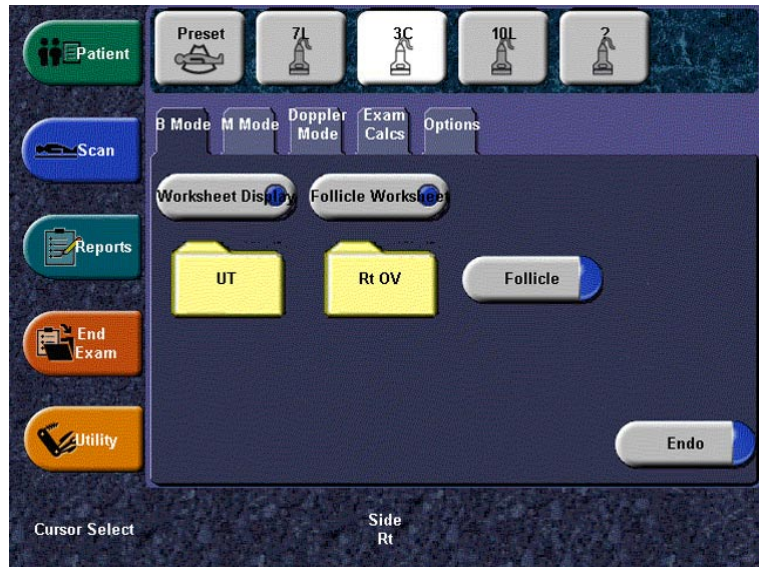 Patient
Preset
7L
3C
10L
?
Scan
B Mode
M Mode
Doppler
Mode
Exam
Calcs
Options
Worksheet Display
Follicle Worksheet
Reports
UT
Rt OV
Follicle
End
Exam
Utility
Endo
Cursor Select
Side
Rt